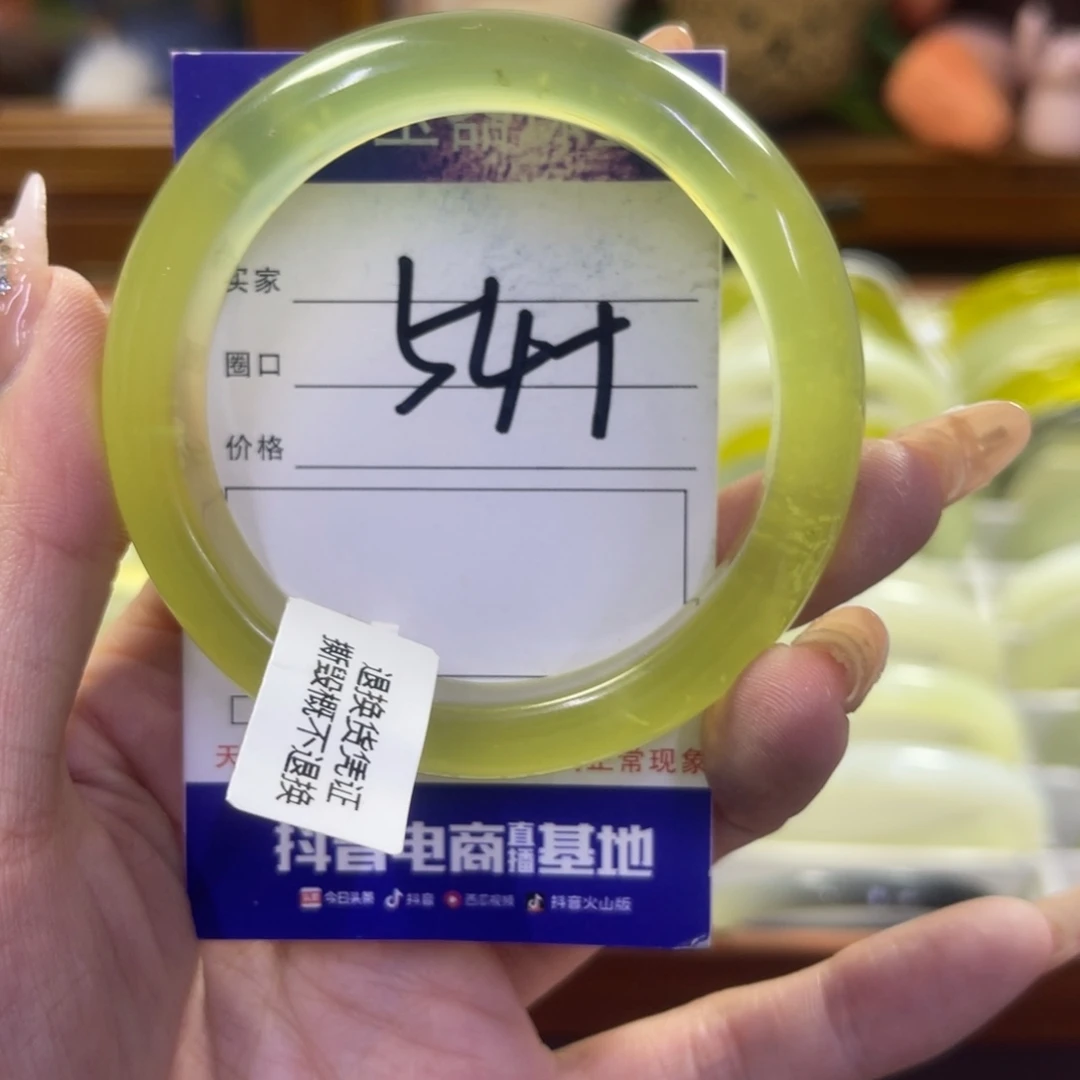 买家
圈口
价格
54+
退换货凭证
撕毁概不退换
天
正常现象
抖音电商直播基地
今日头条 抖音 西瓜视频 抖音火山版